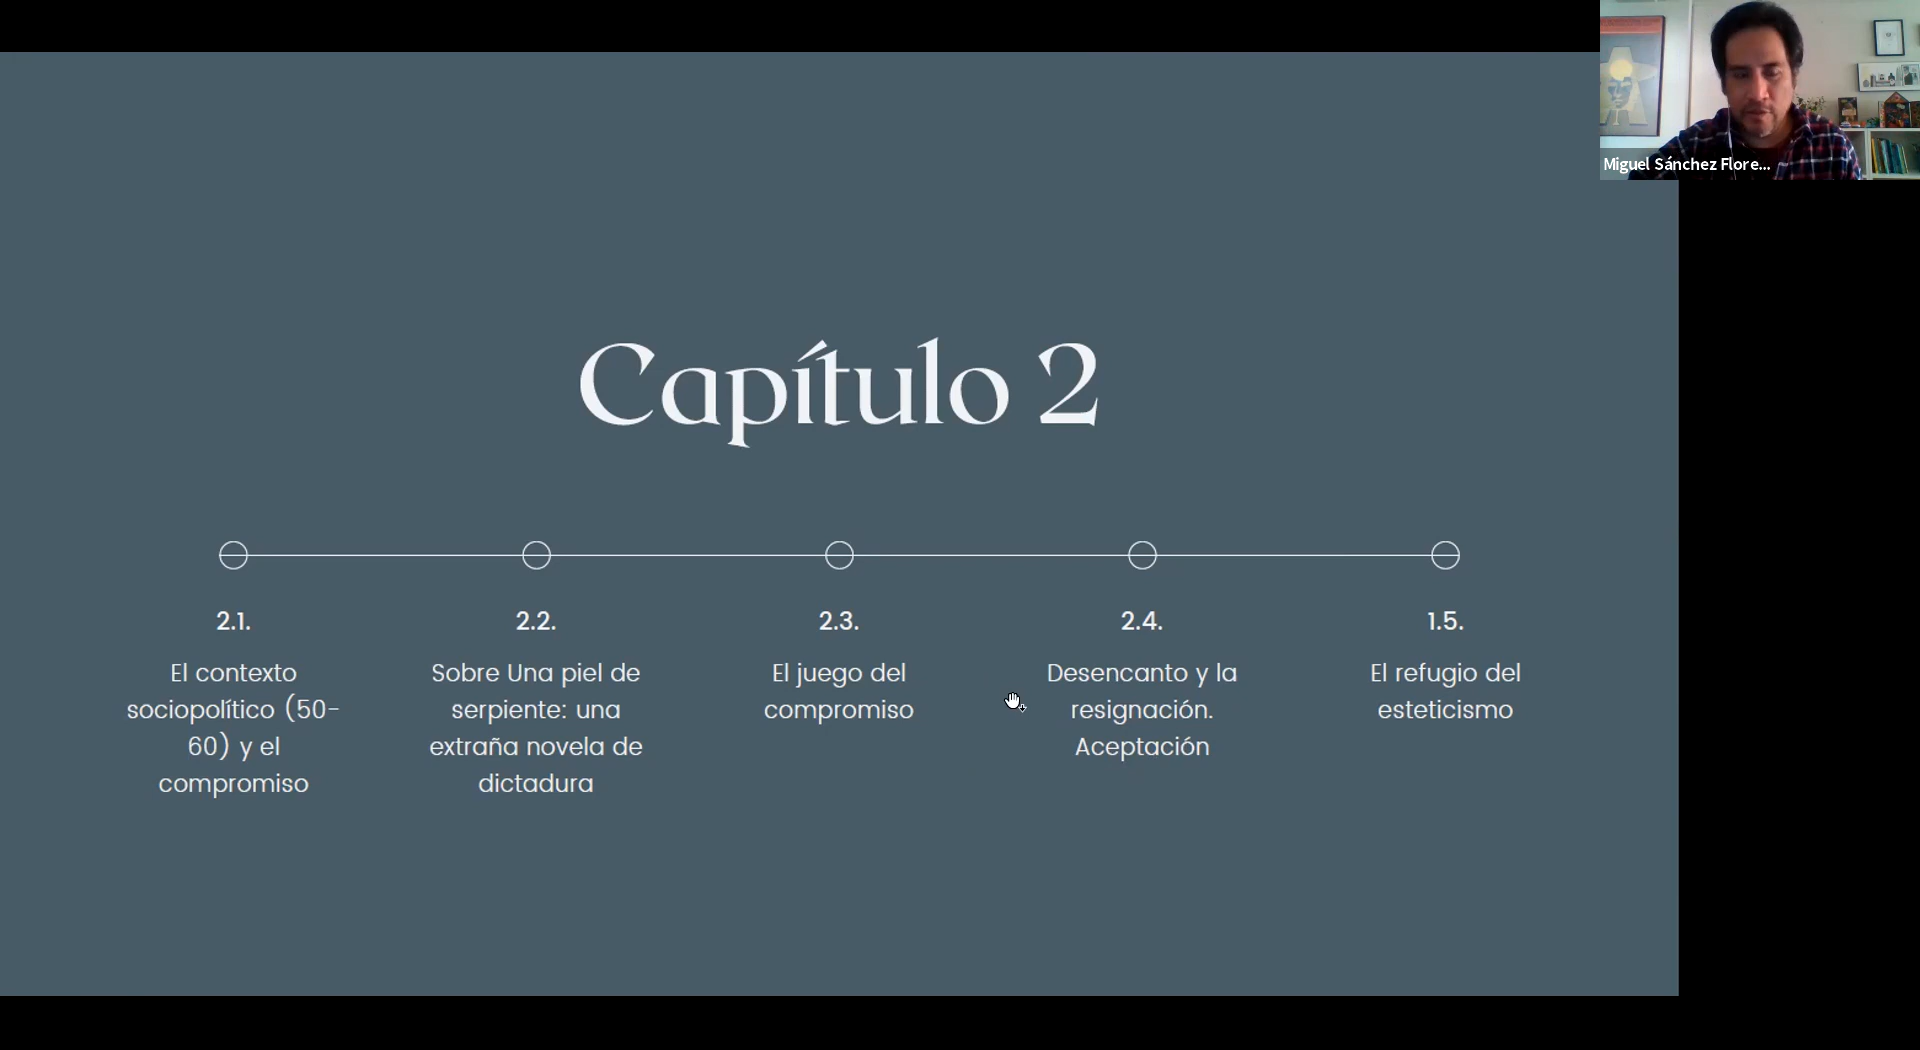 Miguel Sánchez Flore...
Capítulo 2
2.1.
El contexto
sociopolítico (50-
60) y el
compromiso
2.2.
Sobre Una piel de
serpiente: una
extraña novela de
dictadura
2.3.
El juego del
compromiso
2.4.
Desencanto y la
resignación.
Aceptación
1.5.
El refugio del
esteticismo